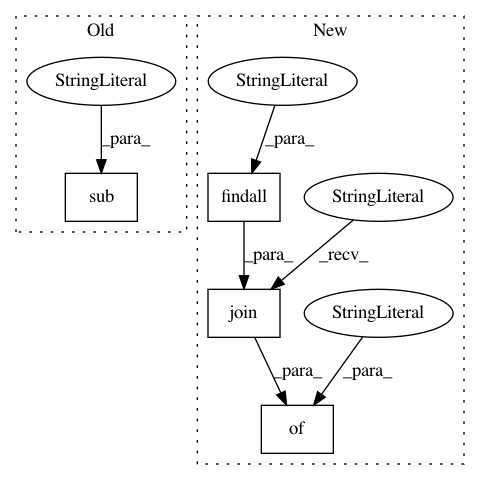 Old
New
StringLiteral
StringLiteral
_para_
_para_
sub
findall
StringLiteral
_para_
_recv_
join
StringLiteral
_para_
_para_
of